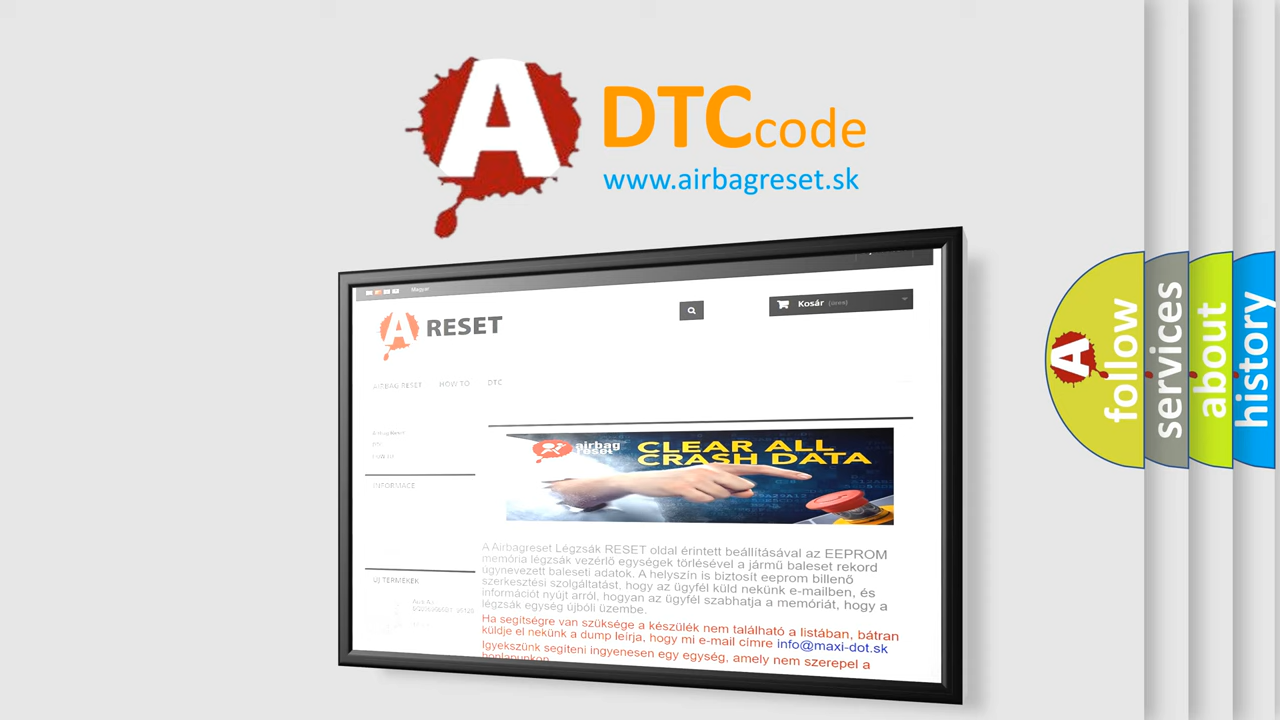 A
DTCcode
www.airbagreset.sk
Magyar
A RESET
Kosár (üres)
AIRBAG RESET HOW TO DTC
Airbag Reset
DTC
INFORMACE
ÚJ TERMÉKEK
airbag
reset
CLEAR ALL
CRASH DATA
A Airbagreset Légzsák RESET oldal érintett beállításával az EEPROM
memória légzsák vezérlő egységek törlésével a jármű baleset rekord
úgynevezett baleseti adatok. A helyszín is biztosít eeprom billenő
szerkesztési szolgáltatást, hogy az ügyfél küld nekünk e-mailben, és
információt nyújt arról, hogyan az ügyfél szabhatja a memóriát, hogy a
légzsák egység újbóli üzembe.
Ha segítségre van szüksége a készülék nem található a listában, bátran
küldje el nekünk a dump leírja, hogy mi e-mail címre info@maxi-dot.sk
Igyekszünk segíteni ingyenesen egy egység, amely nem szerepel a
honlapunkon
A
follow
services
about
history